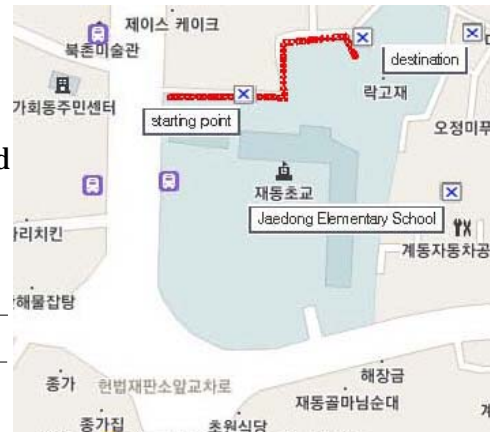 제이스 케이크
북촌미술관
destination
가회동주민센터
락고재
starting point
오정미푸
d
재동초교
Jaedong Elementary School
리치킨
계동자동차공
해물잡탕
해장금
종가
헌법재판소앞교차로
재동골마님순대
종가집
초원식당